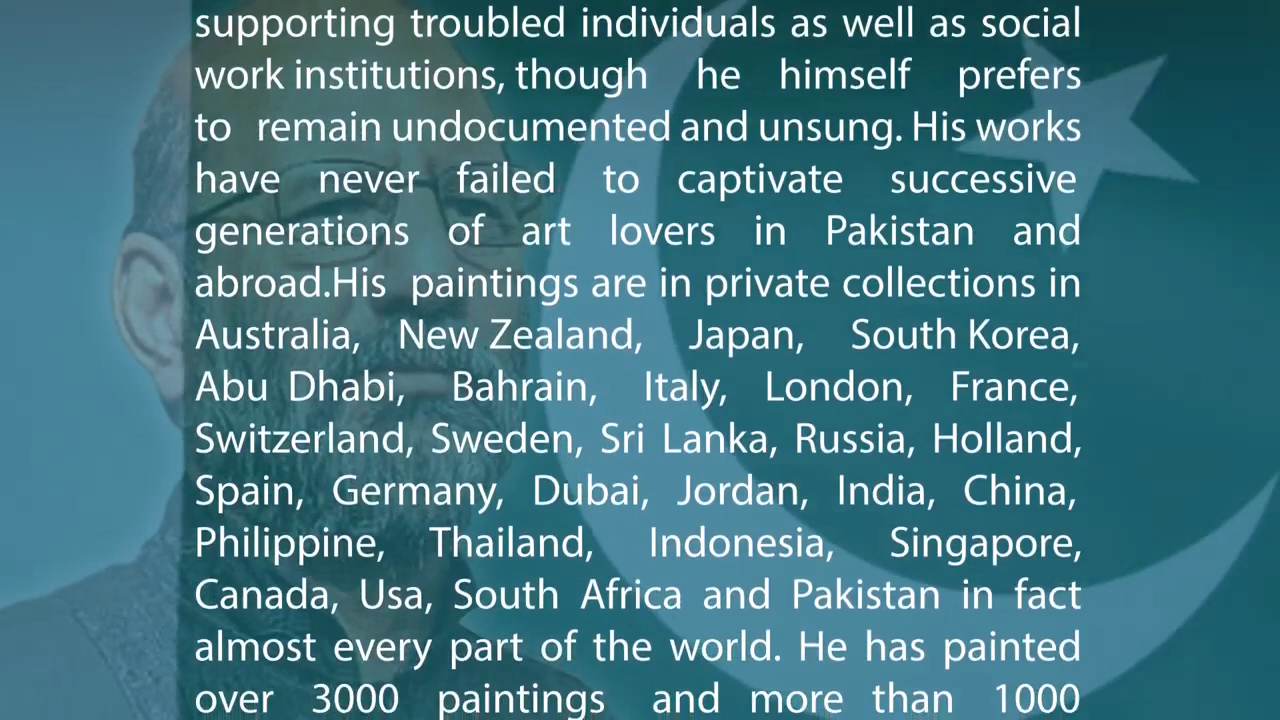 supporting troubled individuals as well as social
work institutions, though he himself prefers
to remain undocumented and unsung. His works
have never failed to captivate successive
generations of art lovers in Pakistan and
abroad.His paintings are in private collections in
Australia, New Zealand, Japan, South Korea,
Abu Dhabi, Bahrain, Italy, London, France,
Switzerland, Sweden, Sri Lanka, Russia, Holland,
Spain, Germany, Dubai, Jordan, India, China,
Philippine, Thailand, Indonesia, Singapore,
Canada, Usa, South Africa and Pakistan in fact
almost every part of the world. He has painted
over 3000 paintings and more than 1000